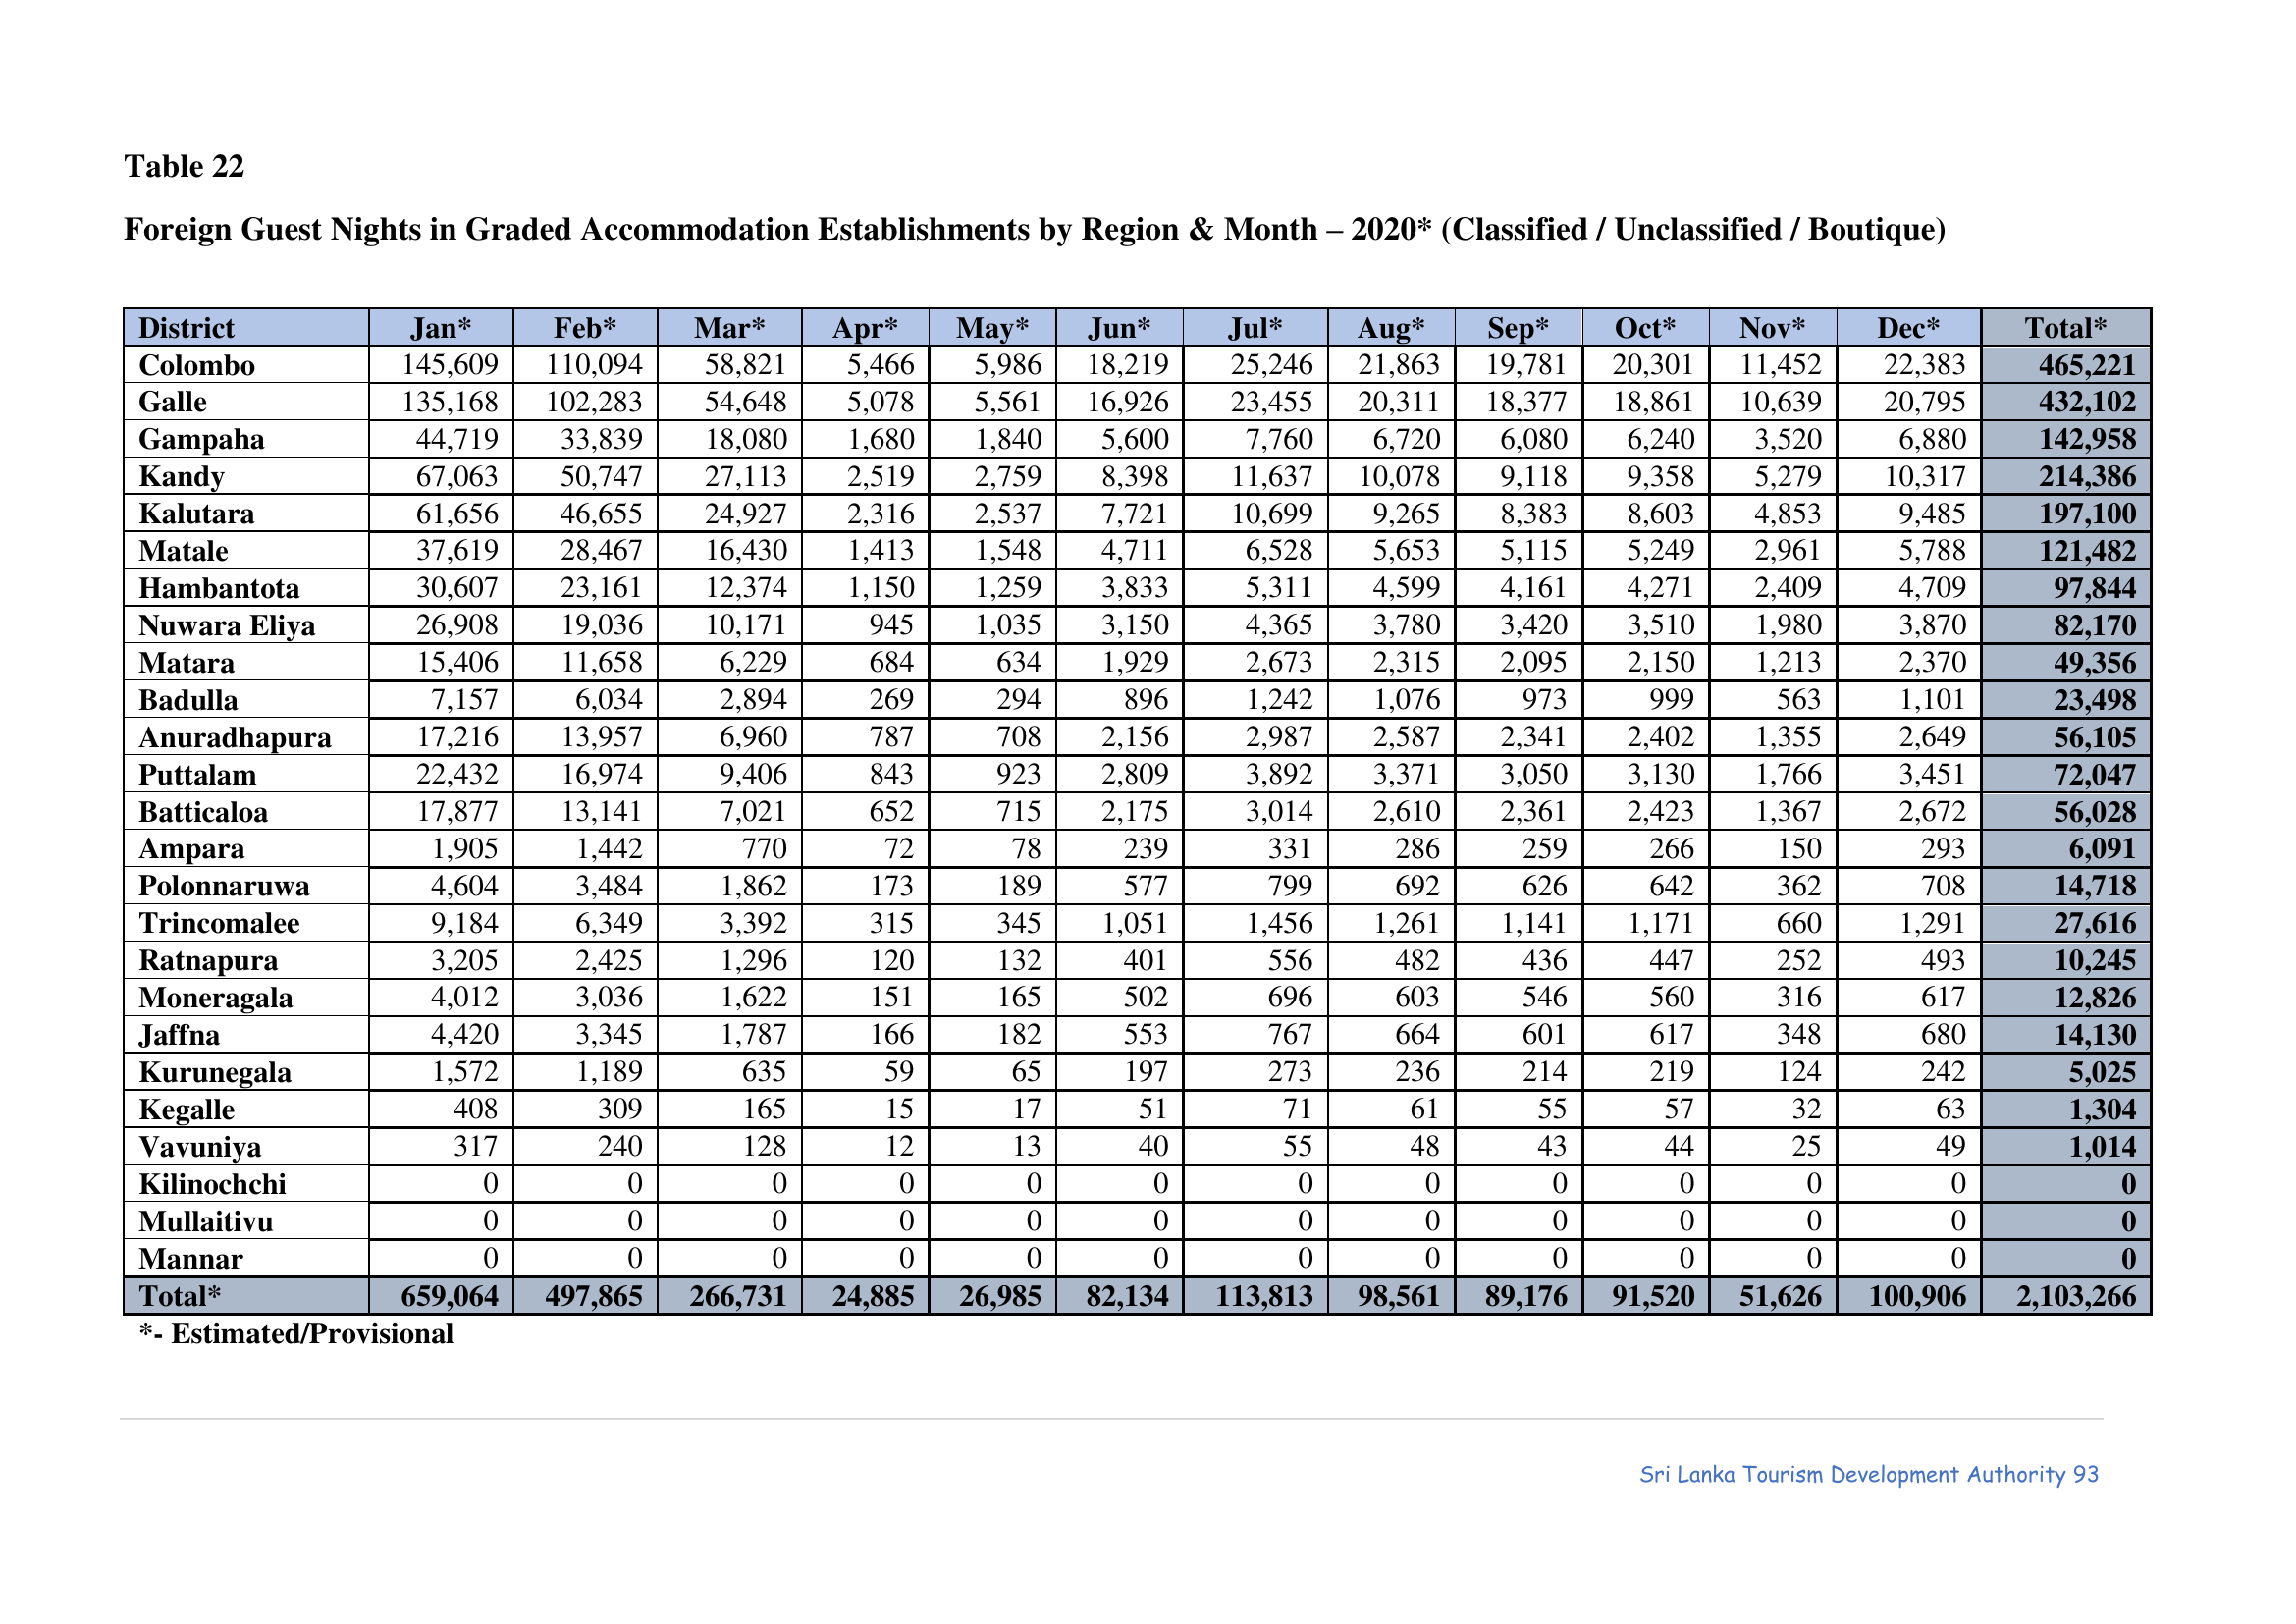 Table 22
Foreign Guest Nights in Graded Accommodation Establishments by Region & Month – 2020* (Classified / Unclassified / Boutique)
District Jan* Feb* Mar* Apr* May* Jun* Jul* Aug* Sep* Oct* Nov* Dec* Total*
Colombo 145,609 110,094 58,821 5,466 5,986 18,219 25,246 21,863 19,781 20,301 11,452 22,383 465,221
Galle 135,168 102,283 54,648 5,078 5,561 16,926 23,455 20,311 18,377 18,861 10,639 20,795 432,102
Gampaha 44,719 33,839 18,080 1,680 1,840 5,600 7,760 6,720 6,080 6,240 3,520 6,880 142,958
Kandy 67,063 50,747 27,113 2,519 2,759 8,398 11,637 10,078 9,118 9,358 5,279 10,317 214,386
Kalutara 61,656 46,655 24,927 2,316 2,537 7,721 10,699 9,265 8,383 8,603 4,853 9,485 197,100
Matale 37,619 28,467 16,430 1,413 1,548 4,711 6,528 5,653 5,115 5,249 2,961 5,788 121,482
Hambantota 30,607 23,161 12,374 1,150 1,259 3,833 5,311 4,599 4,161 4,271 2,409 4,709 97,844
Nuwara Eliya 26,908 19,036 10,171 945 1,035 3,150 4,365 3,780 3,420 3,510 1,980 3,870 82,170
Matara 15,406 11,658 6,229 684 634 1,929 2,673 2,315 2,095 2,150 1,213 2,370 49,356
Badulla 7,157 6,034 2,894 269 294 896 1,242 1,076 973 999 563 1,101 23,498
Anuradhapura 17,216 13,957 6,960 787 708 2,156 2,987 2,587 2,341 2,402 1,355 2,649 56,105
Puttalam 22,432 16,974 9,406 843 923 2,809 3,892 3,371 3,050 3,130 1,766 3,451 72,047
Batticaloa 17,877 13,141 7,021 652 715 2,175 3,014 2,610 2,361 2,423 1,367 2,672 56,028
Ampara 1,905 1,442 770 72 78 239 331 286 259 266 150 293 6,091
Polonnaruwa 4,604 3,484 1,862 173 189 577 799 692 626 642 362 708 14,718
Trincomalee 9,184 6,349 3,392 315 345 1,051 1,456 1,261 1,141 1,171 660 1,291 27,616
Ratnapura 3,205 2,425 1,296 120 132 401 556 482 436 447 252 493 10,245
Moneragala 4,012 3,036 1,622 151 165 502 696 603 546 560 316 617 12,826
Jaffna 4,420 3,345 1,787 166 182 553 767 664 601 617 348 680 14,130
Kurunegala 1,572 1,189 635 59 65 197 273 236 214 219 124 242 5,025
Kegalle 408 309 165 15 17 51 71 61 55 57 32 63 1,304
Vavuniya 317 240 128 12 13 40 55 48 43 44 25 49 1,014
Kilinochchi 0 0 0 0 0 0 0 0 0 0 0 0 0
Mullaitivu 0 0 0 0 0 0 0 0 0 0 0 0 0
Mannar 0 0 0 0 0 0 0 0 0 0 0 0 0
Total* 659,064 497,865 266,731 24,885 26,985 82,134 113,813 98,561 89,176 91,520 51,626 100,906 2,103,266
*- Estimated/Provisional
Sri Lanka Tourism Development Authority 93